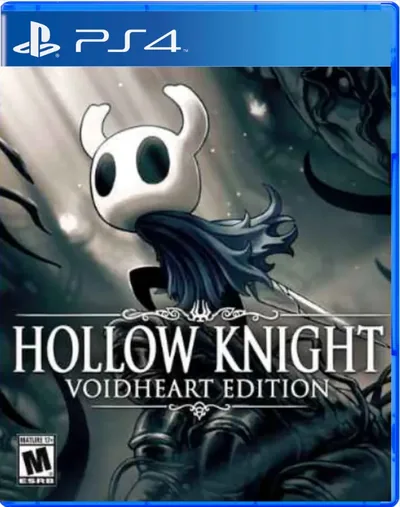 PS4
HOLLOW KNIGHT
VOIDHEART EDITION
MATURE 17+
M
ESRB